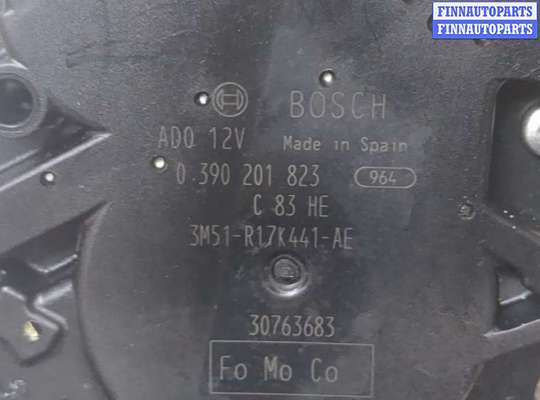 FINNAUTOPARTS
FINNAUTOPARTS
BOSCH
ADQ 12V Made in Spain
0 390 201 823 964
C 83 HE
3M51-R17K441-AE
30763683
Fo Mo Co